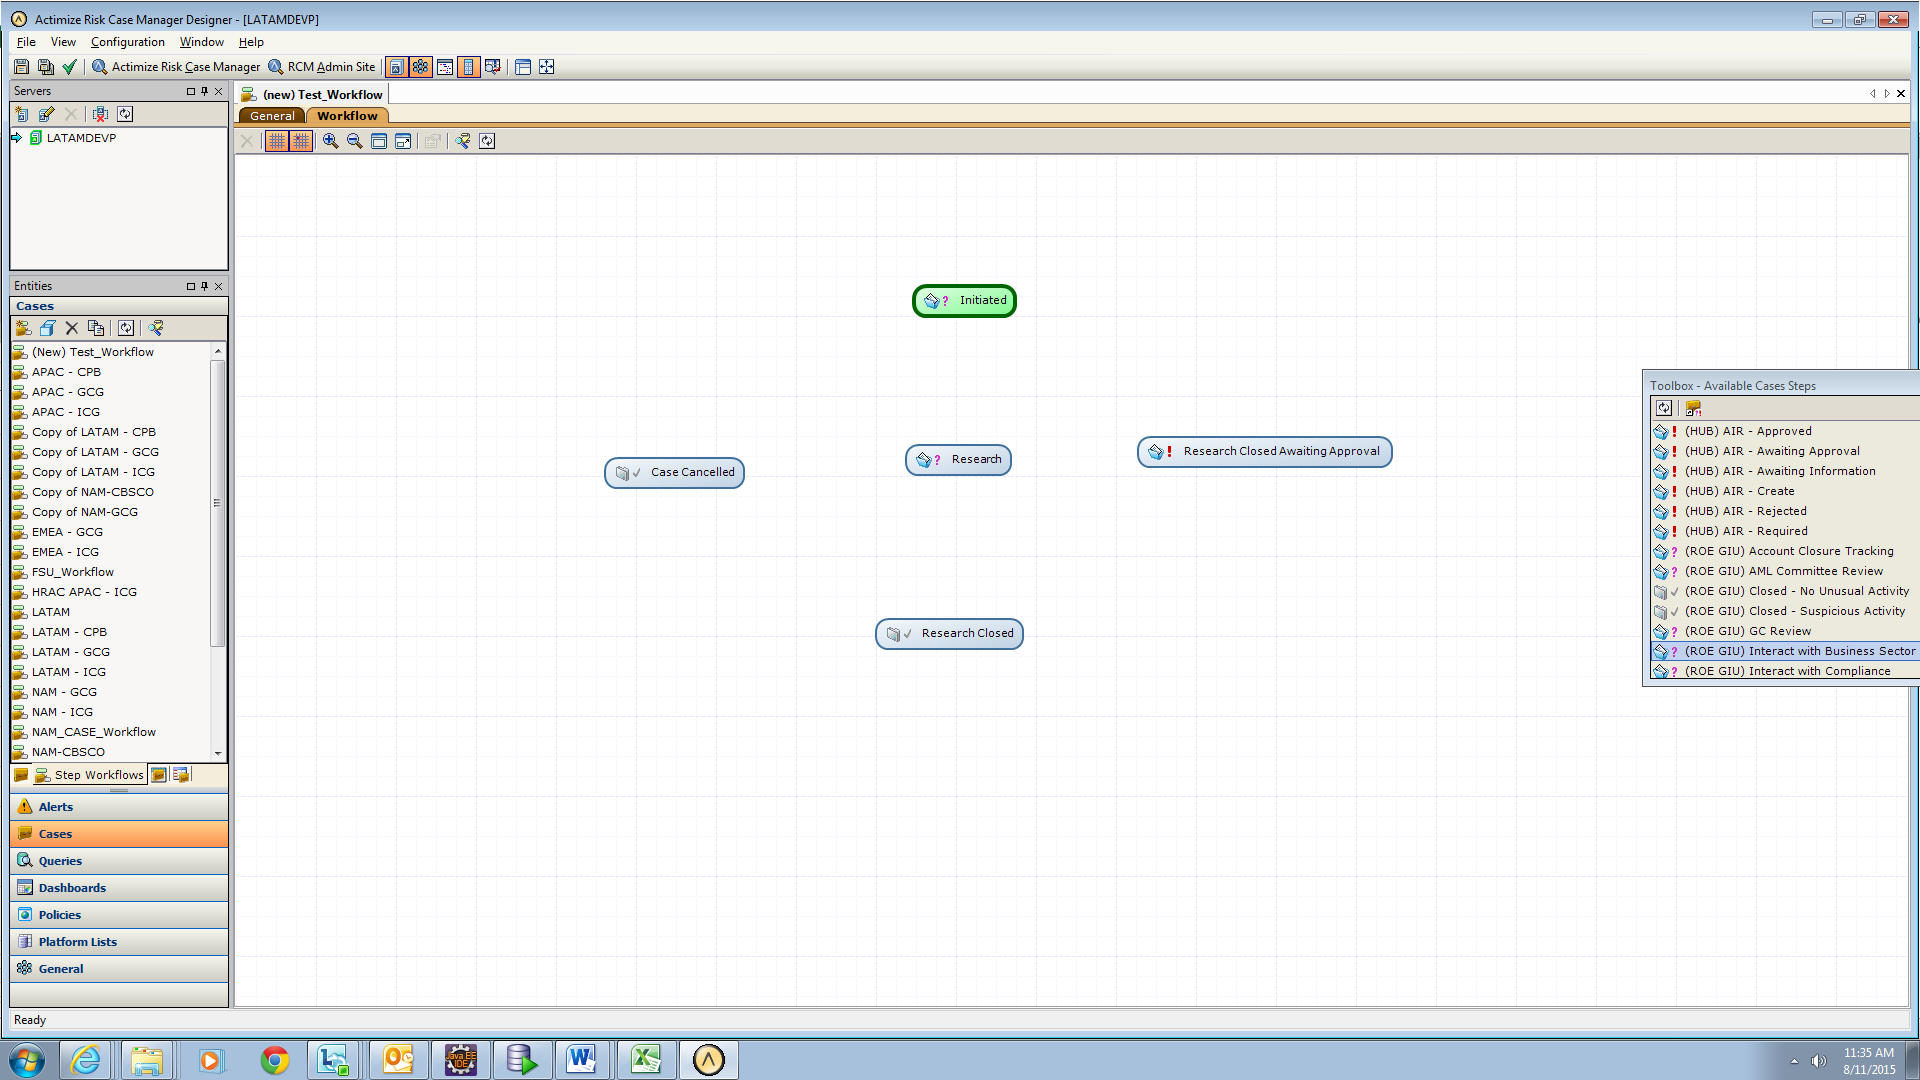 Actimize Risk Case Manager Designer - [LATAMDEVP]
File View Configuration Window Help
Actimize Risk Case Manager RCM Admin Site
Servers
LATAMDEVP
Entities
Cases
(New) Test_Workflow
APAC - CPB
APAC - GCG
APAC - ICG
Copy of LATAM - CPB
Copy of LATAM - GCG
Copy of LATAM - ICG
Copy of NAM-CBSCO
Copy of NAM-GCG
EMEA - GCG
EMEA - ICG
FSU_Workflow
HRAC APAC - ICG
LATAM
LATAM - CPB
LATAM - GCG
LATAM - ICG
NAM - GCG
NAM - ICG
NAM_CASE_Workflow
NAM-CBSCO
Step Workflows
Alerts
Cases
Queries
Dashboards
Policies
Platform Lists
General
Ready
(new) Test_Workflow
General Workflow
Initiated
Case Cancelled
Research
Research Closed Awaiting Approval
Research Closed
Toolbox - Available Cases Steps
(HUB) AIR - Approved
(HUB) AIR - Awaiting Approval
(HUB) AIR - Awaiting Information
(HUB) AIR - Create
(HUB) AIR - Rejected
(HUB) AIR - Required
(ROE GIU) Account Closure Tracking
(ROE GIU) AML Committee Review
(ROE GIU) Closed - No Unusual Activity
(ROE GIU) Closed - Suspicious Activity
(ROE GIU) GC Review
(ROE GIU) Interact with Business Sector
(ROE GIU) Interact with Compliance
Java EE
IDE
11:35 AM
8/11/2015